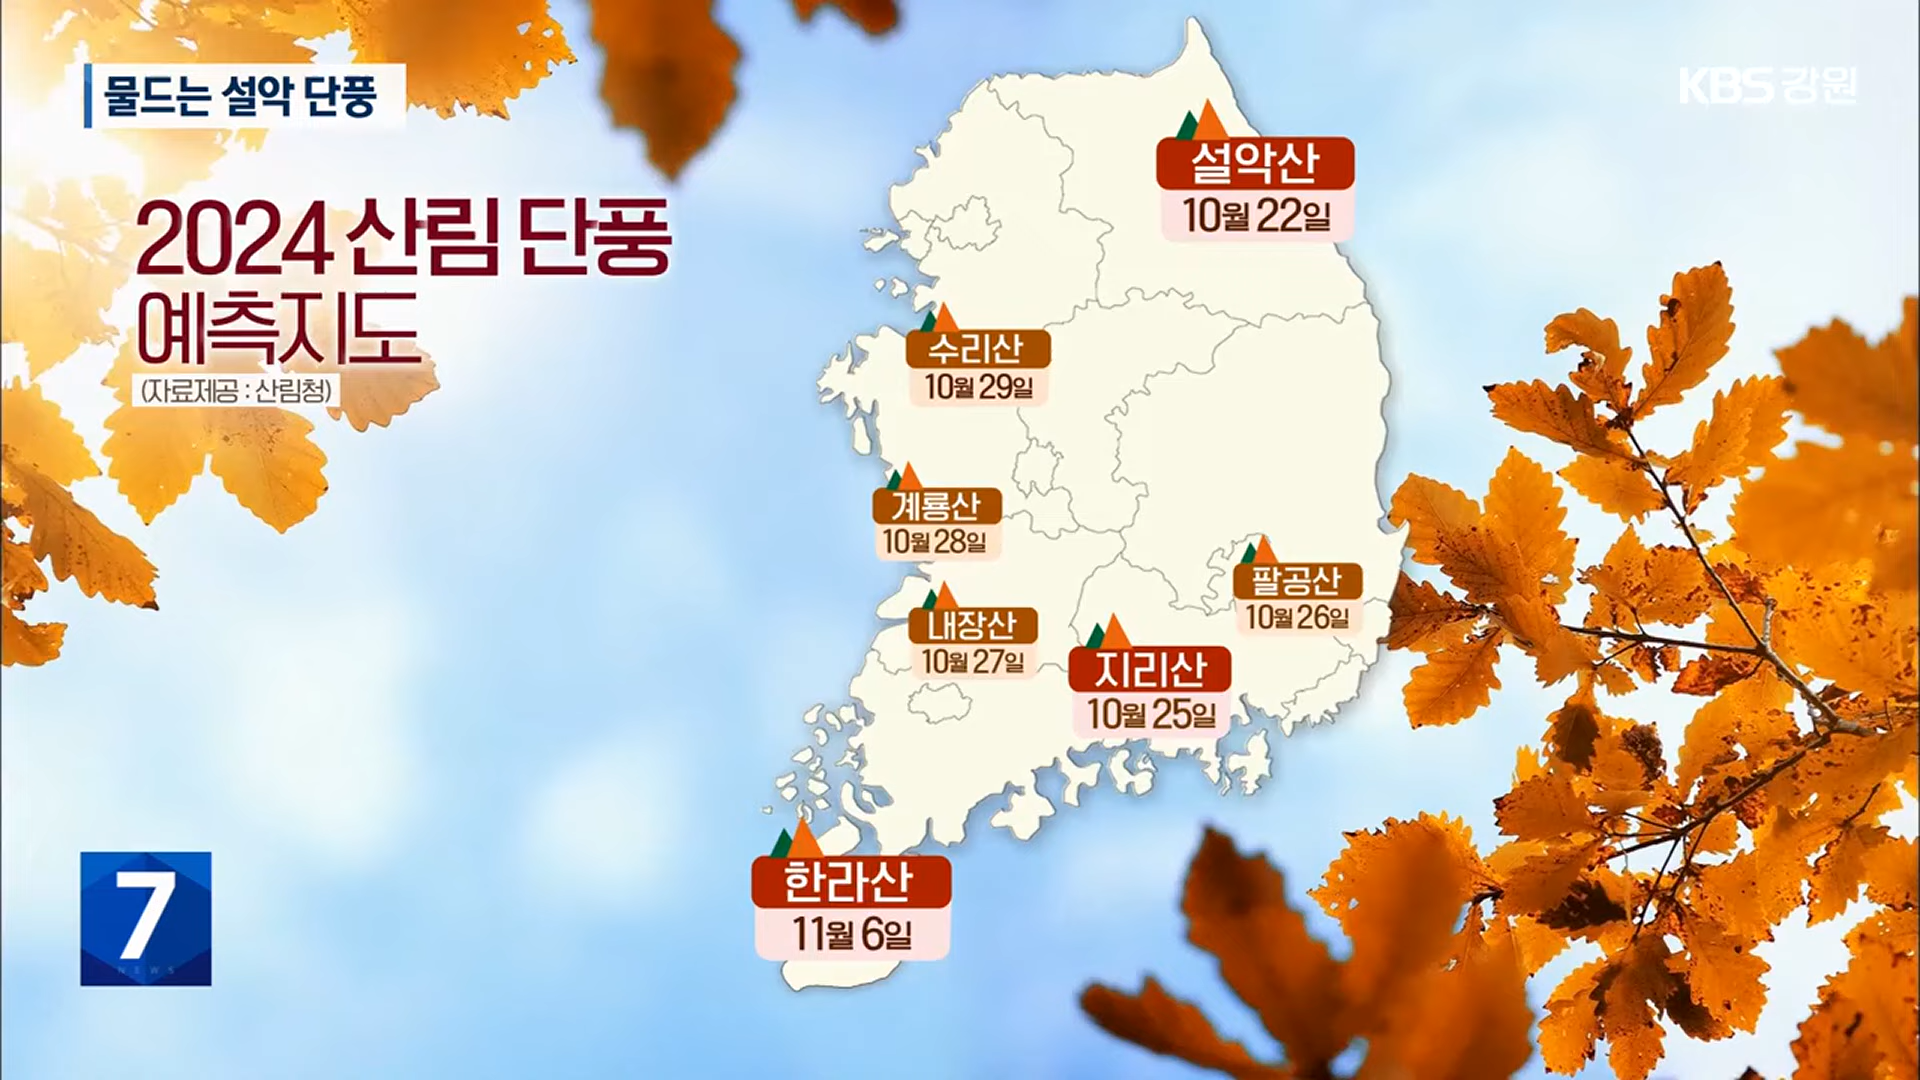 물드는 설악 단풍
KBS 강원
2024 산림 단풍
예측지도
(자료제공 : 산림청)
설악산
10월 22일
수리산
10월 29일
계룡산
10월 28일
팔공산
10월 26일
내장산
10월 27일
지리산
10월 25일
한라산
11월 6일
7
NEWS